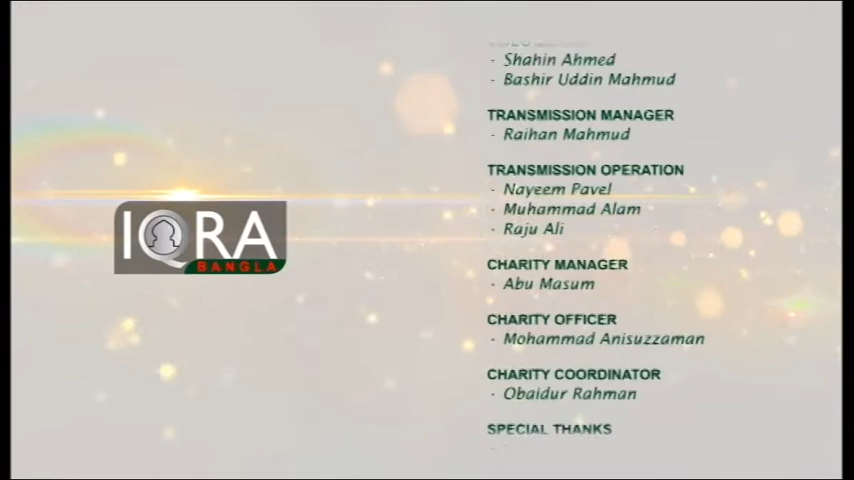 IQRA
BANGLA
- Shahin Ahmed
- Bashir Uddin Mahmud
TRANSMISSION MANAGER
- Raihan Mahmud
TRANSMISSION OPERATION
- Nayeem Pavel
- Muhammad Alam
- Raju Ali
CHARITY MANAGER
- Abu Masum
CHARITY OFFICER
- Mohammad Anisuzzaman
CHARITY COORDINATOR
- Obaidur Rahman
SPECIAL THANKS